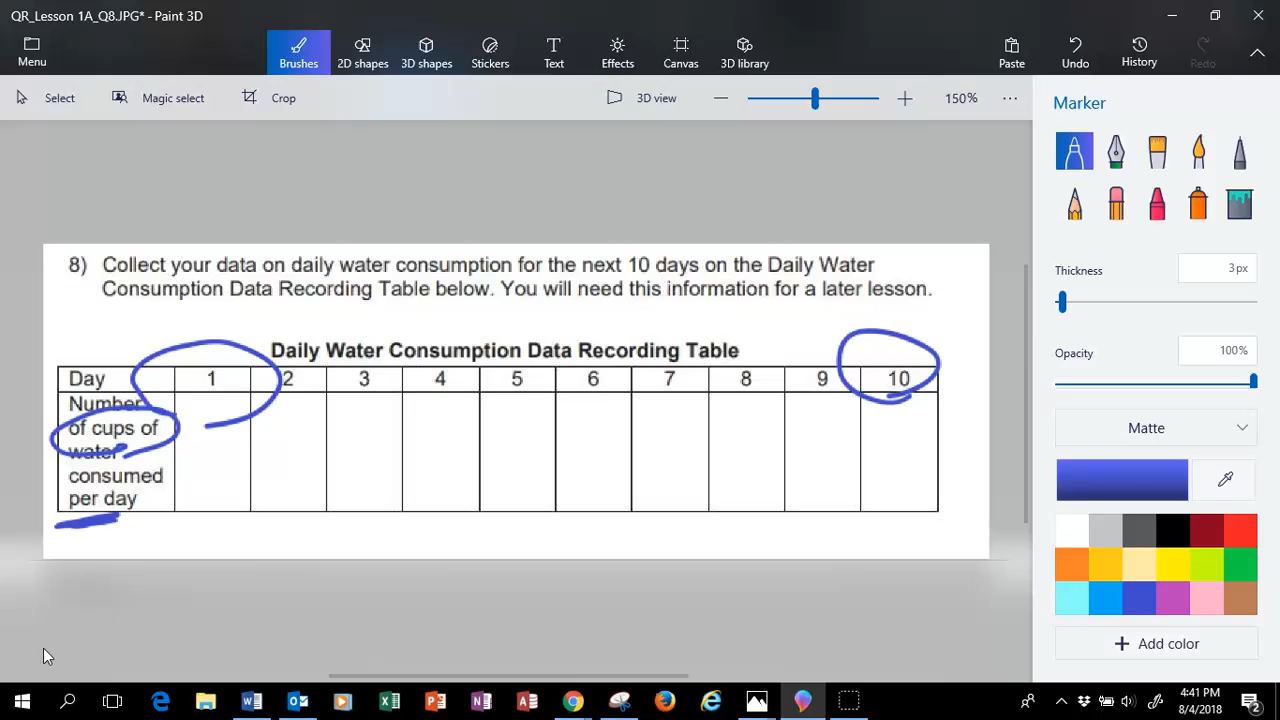 QR_Lesson 1A_Q8.JPG* - Paint 3D
Menu
Brushes
2D shapes
3D shapes
Stickers
Text
Effects
Canvas
3D library
Paste
Undo
History
Redo
Select
Magic select
Crop
3D view
150%
Marker
8) Collect your data on daily water consumption for the next 10 days on the Daily Water
Consumption Data Recording Table below. You will need this information for a later lesson.
Daily Water Consumption Data Recording Table
Day 1 2 3 4 5 6 7 8 9 10
Number
of cups of
water
consumed
per day
Thickness
3px
Opacity
100%
Matte
+ Add color
4:41 PM
8/4/2018
2